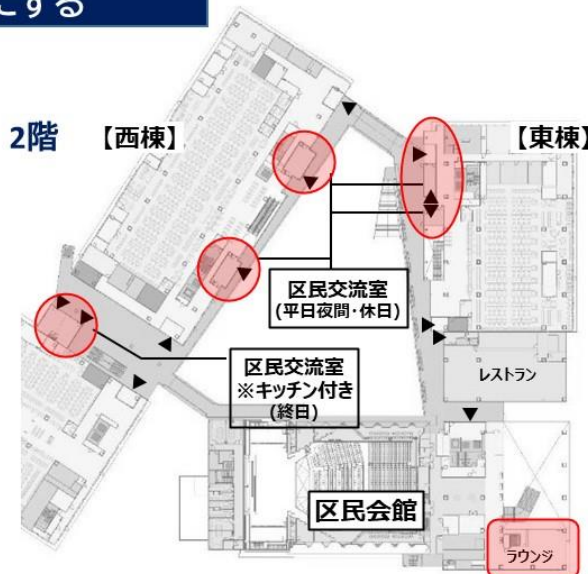 にする
2階 【西棟】 【東棟】
区民交流室
(平日夜間・休日)
区民交流室
※キッチン付き
(終日)
レストラン
区民会館
ラウンジ